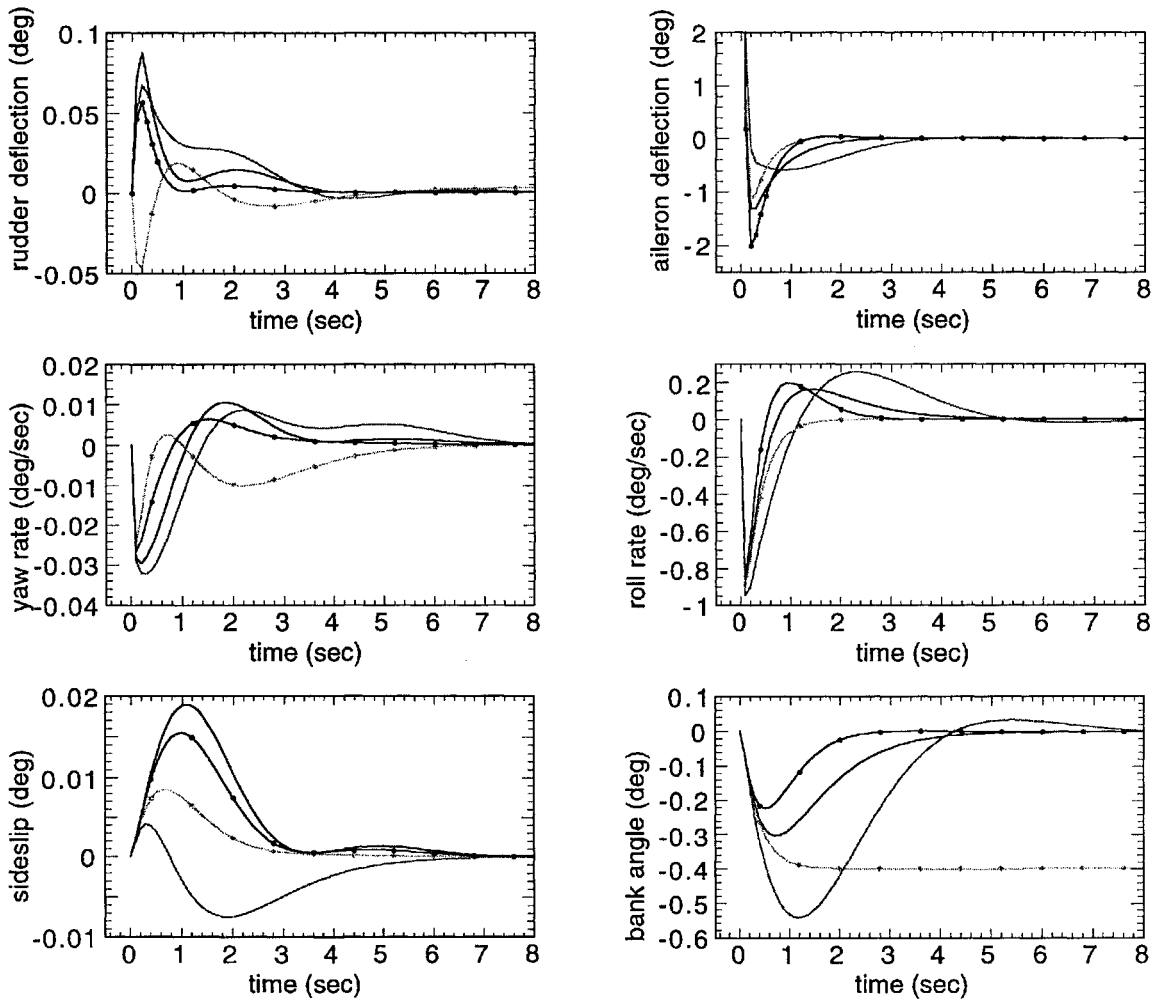 rudder deflection (deg)
0.1
0.05
0
-0.05
0 1 2 3 4 5 6 7 8
time (sec)
aileron deflection (deg)
2
1
0
-1
-2
0 1 2 3 4 5 6 7 8
time (sec)
yaw rate (deg/sec)
0.02
0.01
0
-0.01
-0.02
-0.03
-0.04
0 1 2 3 4 5 6 7 8
time (sec)
roll rate (deg/sec)
0.2
0
-0.2
-0.4
-0.6
-0.8
-1
0 1 2 3 4 5 6 7 8
time (sec)
sideslip (deg)
0.02
0.01
0
-0.01
0 1 2 3 4 5 6 7 8
time (sec)
bank angle (deg)
0.1
0
-0.1
-0.2
-0.3
-0.4
-0.5
-0.6
0 1 2 3 4 5 6 7 8
time (sec)